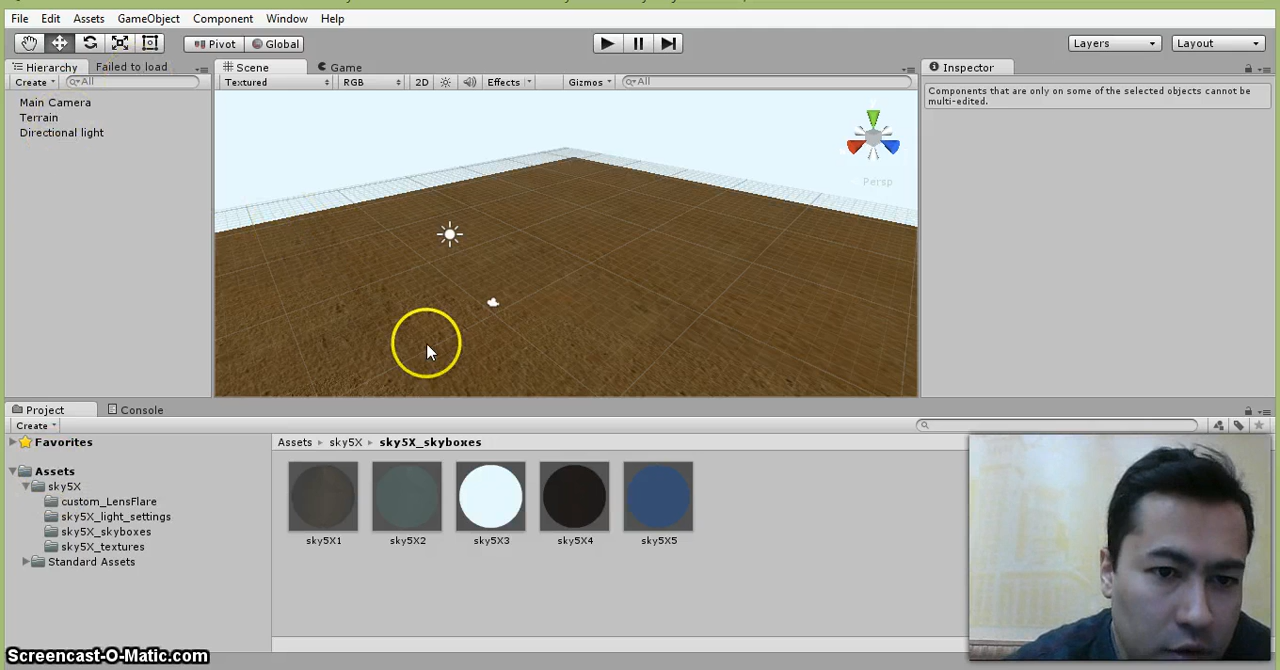 File Edit Assets GameObject Component Window Help
Pivot Global Layers Layout
Hierarchy Failed to load Scene Game Inspector
Create All Textured RGB 2D Effects Gizmos All
Components that are only on some of the selected objects cannot be
multi-edited.
Main Camera
Terrain
Directional light
Persp
Project Console
Create
Favorites Assets sky5X sky5X_skyboxes
Assets
sky5X
custom_LensFlare
sky5X_light_settings
sky5X_skyboxes
sky5X_textures
Standard Assets
sky5X1 sky5X2 sky5X3 sky5X4 sky5X5
Screencast-O-Matic.com